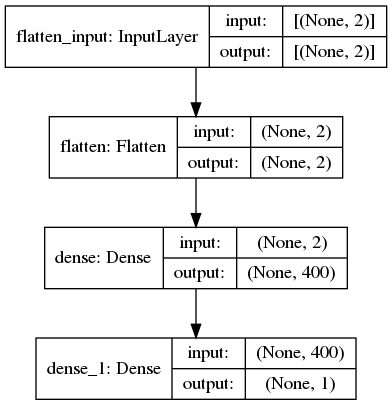 flatten_input: InputLayer
input: [(None, 2)]
output: [(None, 2)]
flatten: Flatten
input: (None, 2)
output: (None, 2)
dense: Dense
input: (None, 2)
output: (None, 400)
dense_1: Dense
input: (None, 400)
output: (None, 1)